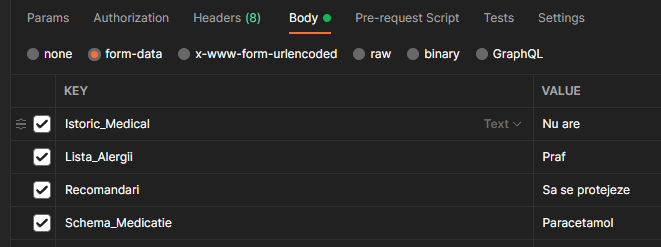 Params Authorization Headers (8) Body Pre-request Script Tests Settings
none form-data x-www-form-urlencoded raw binary GraphQL
KEY VALUE
Istoric_Medical Text Nu are
Lista_Alergii Praf
Recomandari Sa se protejeze
Schema_Medicatie Paracetamol